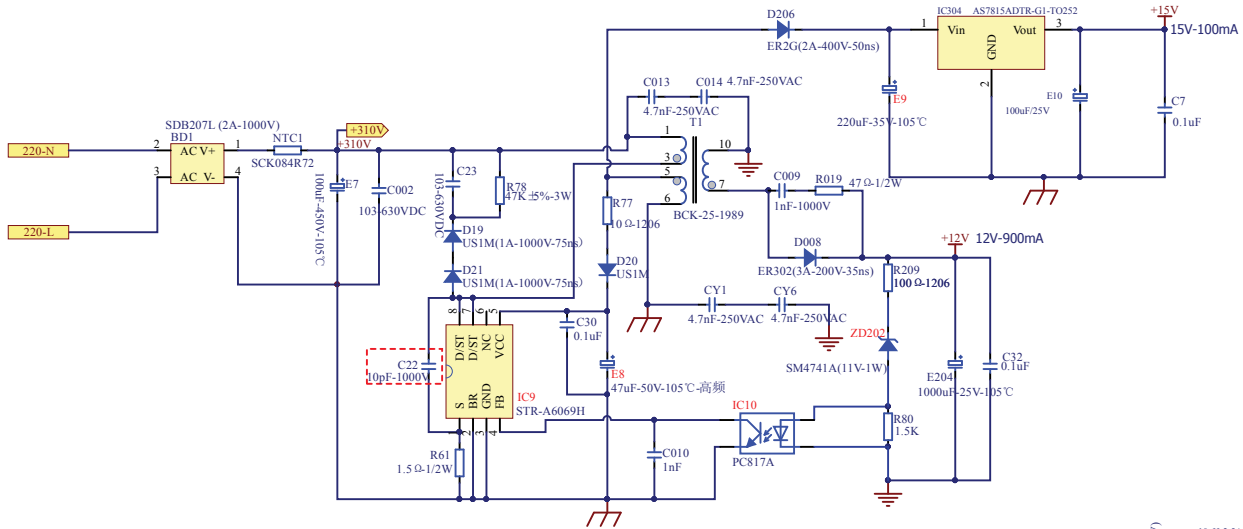 D206
ER2G(2A-400V-50ns)
IC304 AS7815ADTR-G1-TO252
+15V
15V-100mA
1
Vin
Vout
3
GND
2
E9
220uF-35V-105℃
E10
100uF/25V
C7
0.1uF
C013
4.7nF-250VAC
C014
4.7nF-250VAC
T1
1
3
5
6
10
7
BCK-25-1989
SDB207L (2A-1000V)
BD1
220-N
220-L
2
3
AC V+
AC V-
1
4
NTC1
SCK084R72
+310V
+310V
E7
100uF-450V-105℃
C002
103-630VDC
C23
103-630VDC
R78
47K ±5%-3W
D19
US1M(1A-1000V-75ns)
D21
US1M(1A-1000V-75ns)
R77
10Ω-1206
D20
US1M
C009
1nF-1000V
R019
47Ω-1/2W
D008
ER302(3A-200V-35ns)
+12V
12V-900mA
R209
100Ω-1206
CY1
4.7nF-250VAC
CY6
4.7nF-250VAC
ZD202
SM4741A(11V-1W)
E204
1000uF-25V-105℃
C32
0.1uF
C22
10pF-1000V
8
7
6
5
D/ST
D/ST
NC
VCC
S
BR
GND
FB
1
2
3
4
IC9
STR-A6069H
C30
0.1uF
E8
47uF-50V-105℃-高频
R61
1.5Ω-1/2W
C010
1nF
IC10
PC817A
R80
1.5K